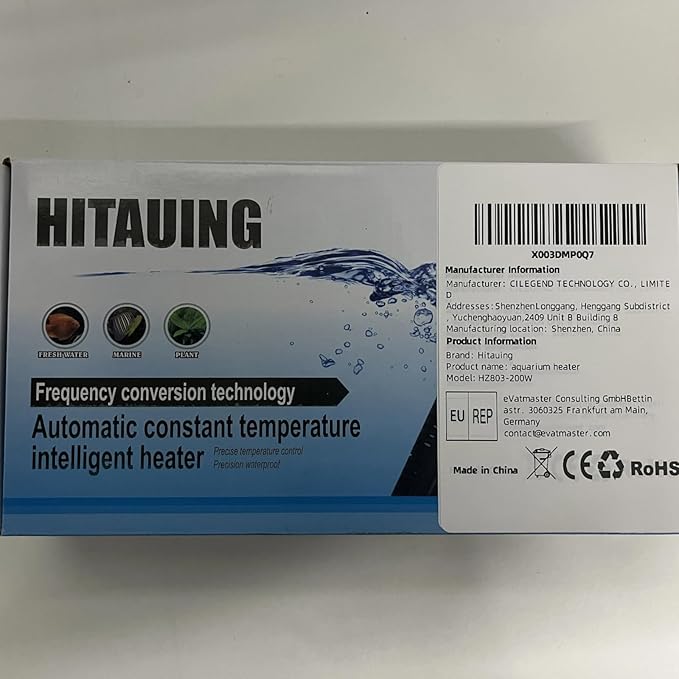 HITAUING
FRESH WATER
MARINE
PLANT
Frequency conversion technology
Automatic constant temperature
intelligent heater
Precise temperature control
Precision waterproof
X003DMP0Q7
Manufacturer Information
Manufacturer: CILEGEND TECHNOLOGY CO., LIMITE
D
Addresses: ShenzhenLonggang, Henggang Subdistrict
, Yuchenghaoyuan,2409 Unit B Building 8
Manufacturing location: Shenzhen, China
Product Information
Brand: Hitauing
Product name: aquarium heater
Model: HZ803-200W
EU REP
eVatmaster Consulting GmbHBettin
astr. 3060325 Frankfurt am Main,
Germany
contact@evatmaster.com
Made in China
CE
RoHS